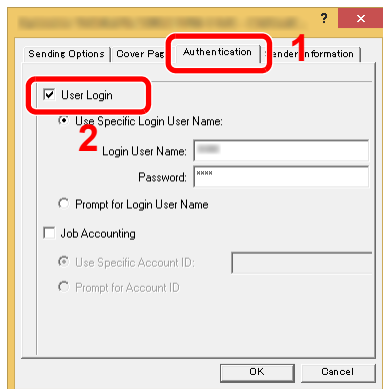 ?
Sending Options
Cover Pag
Authentication
1
ender Information
User Login
Use Specific Login User Name:
2
Login User Name:
Password: ****
Prompt for Login User Name
Job Accounting
Use Specific Account ID:
Prompt for Account ID
OK
Cancel